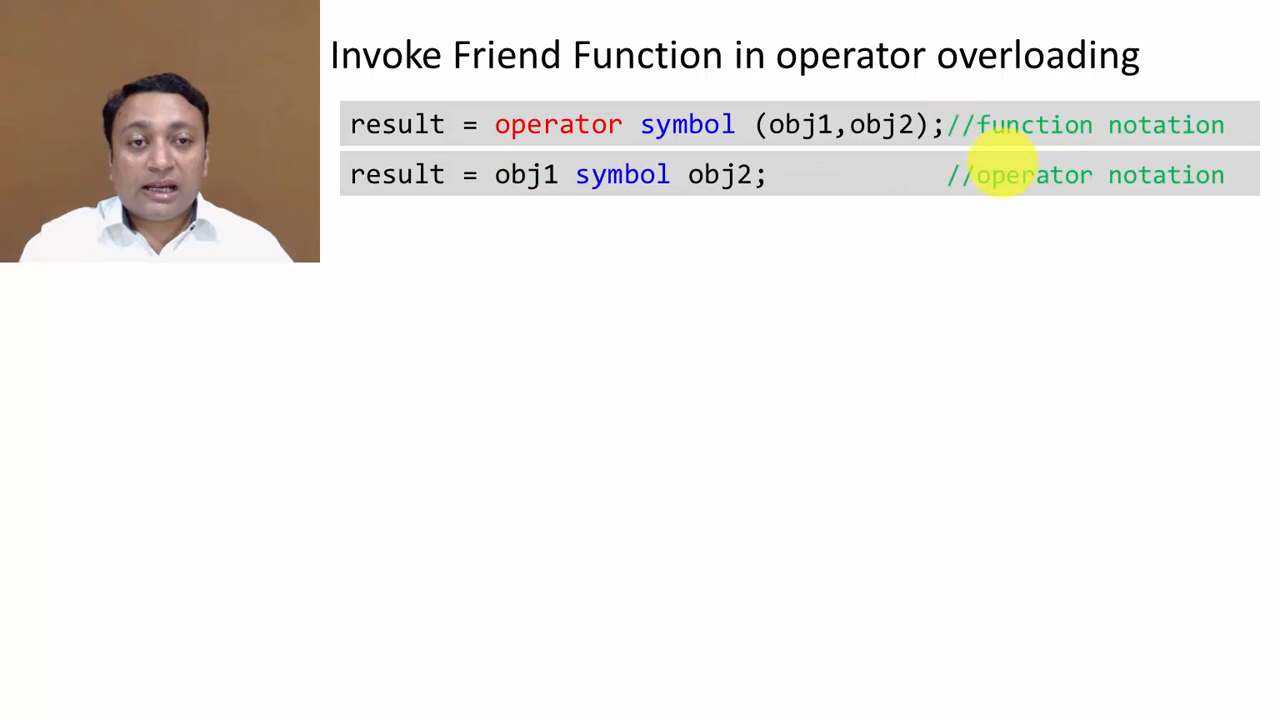 Invoke Friend Function in operator overloading
result = operator symbol (obj1,obj2);//function notation
result = obj1 symbol obj2; //operator notation